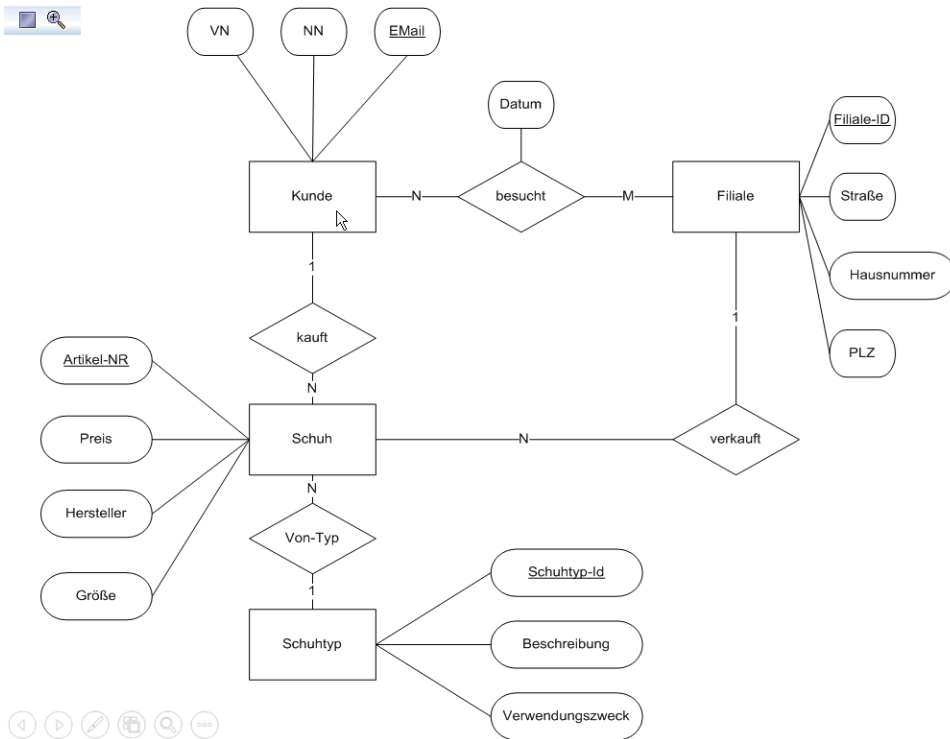 VN
NN
EMail
Datum
Filiale-ID
Kunde
N
besucht
M
Filiale
Straße
1
Hausnummer
1
kauft
PLZ
Artikel-NR
N
Preis
Schuh
N
verkauft
N
Hersteller
Von-Typ
Schuhtyp-Id
1
Größe
Schuhtyp
Beschreibung
Verwendungszweck